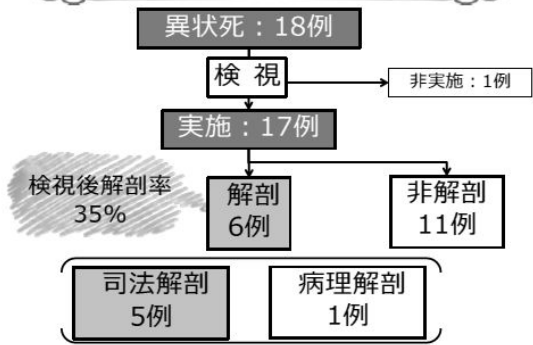 異状死：18例
検 視
非実施：1例
実施：17例
検視後解剖率
35%
解剖
6例
非解剖
11例
司法解剖
5例
病理解剖
1例